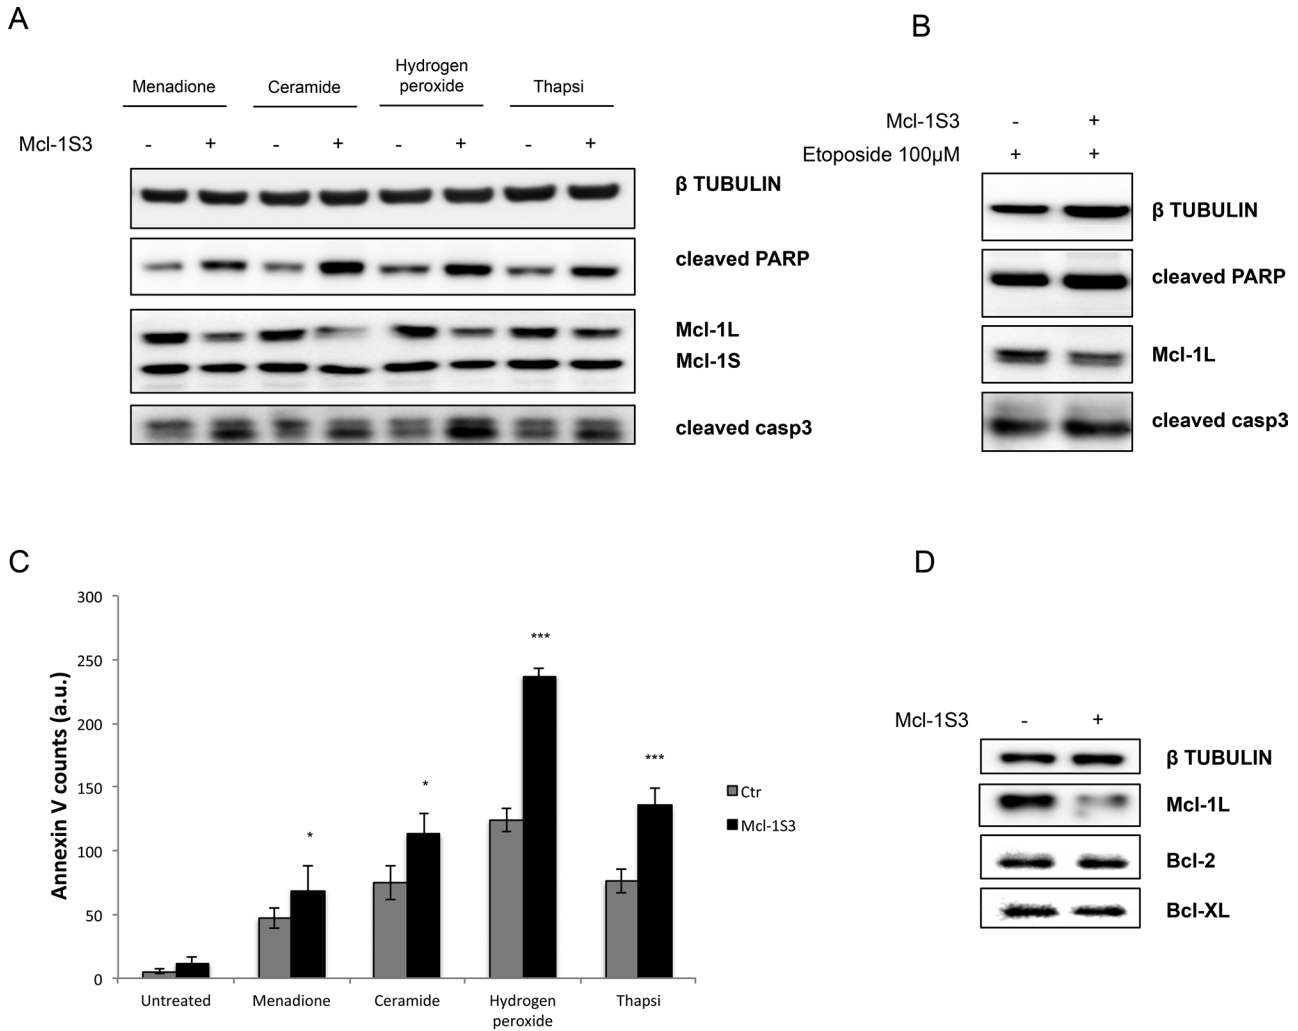 A
Menadione
Ceramide
Hydrogen
peroxide
Thapsi
Mcl-1S3 - + - + - + - +
β TUBULIN
cleaved PARP
Mcl-1L
Mcl-1S
cleaved casp3
B
Mcl-1S3 - +
Etoposide 100µM + +
β TUBULIN
cleaved PARP
Mcl-1L
cleaved casp3
C
Annexin V counts (a.u.)
300
250
200
150
100
50
0
*
*
***
***
Untreated
Menadione
Ceramide
Hydrogen
peroxide
Thapsi
Ctr
Mcl-1S3
D
Mcl-1S3 - +
β TUBULIN
Mcl-1L
Bcl-2
Bcl-XL